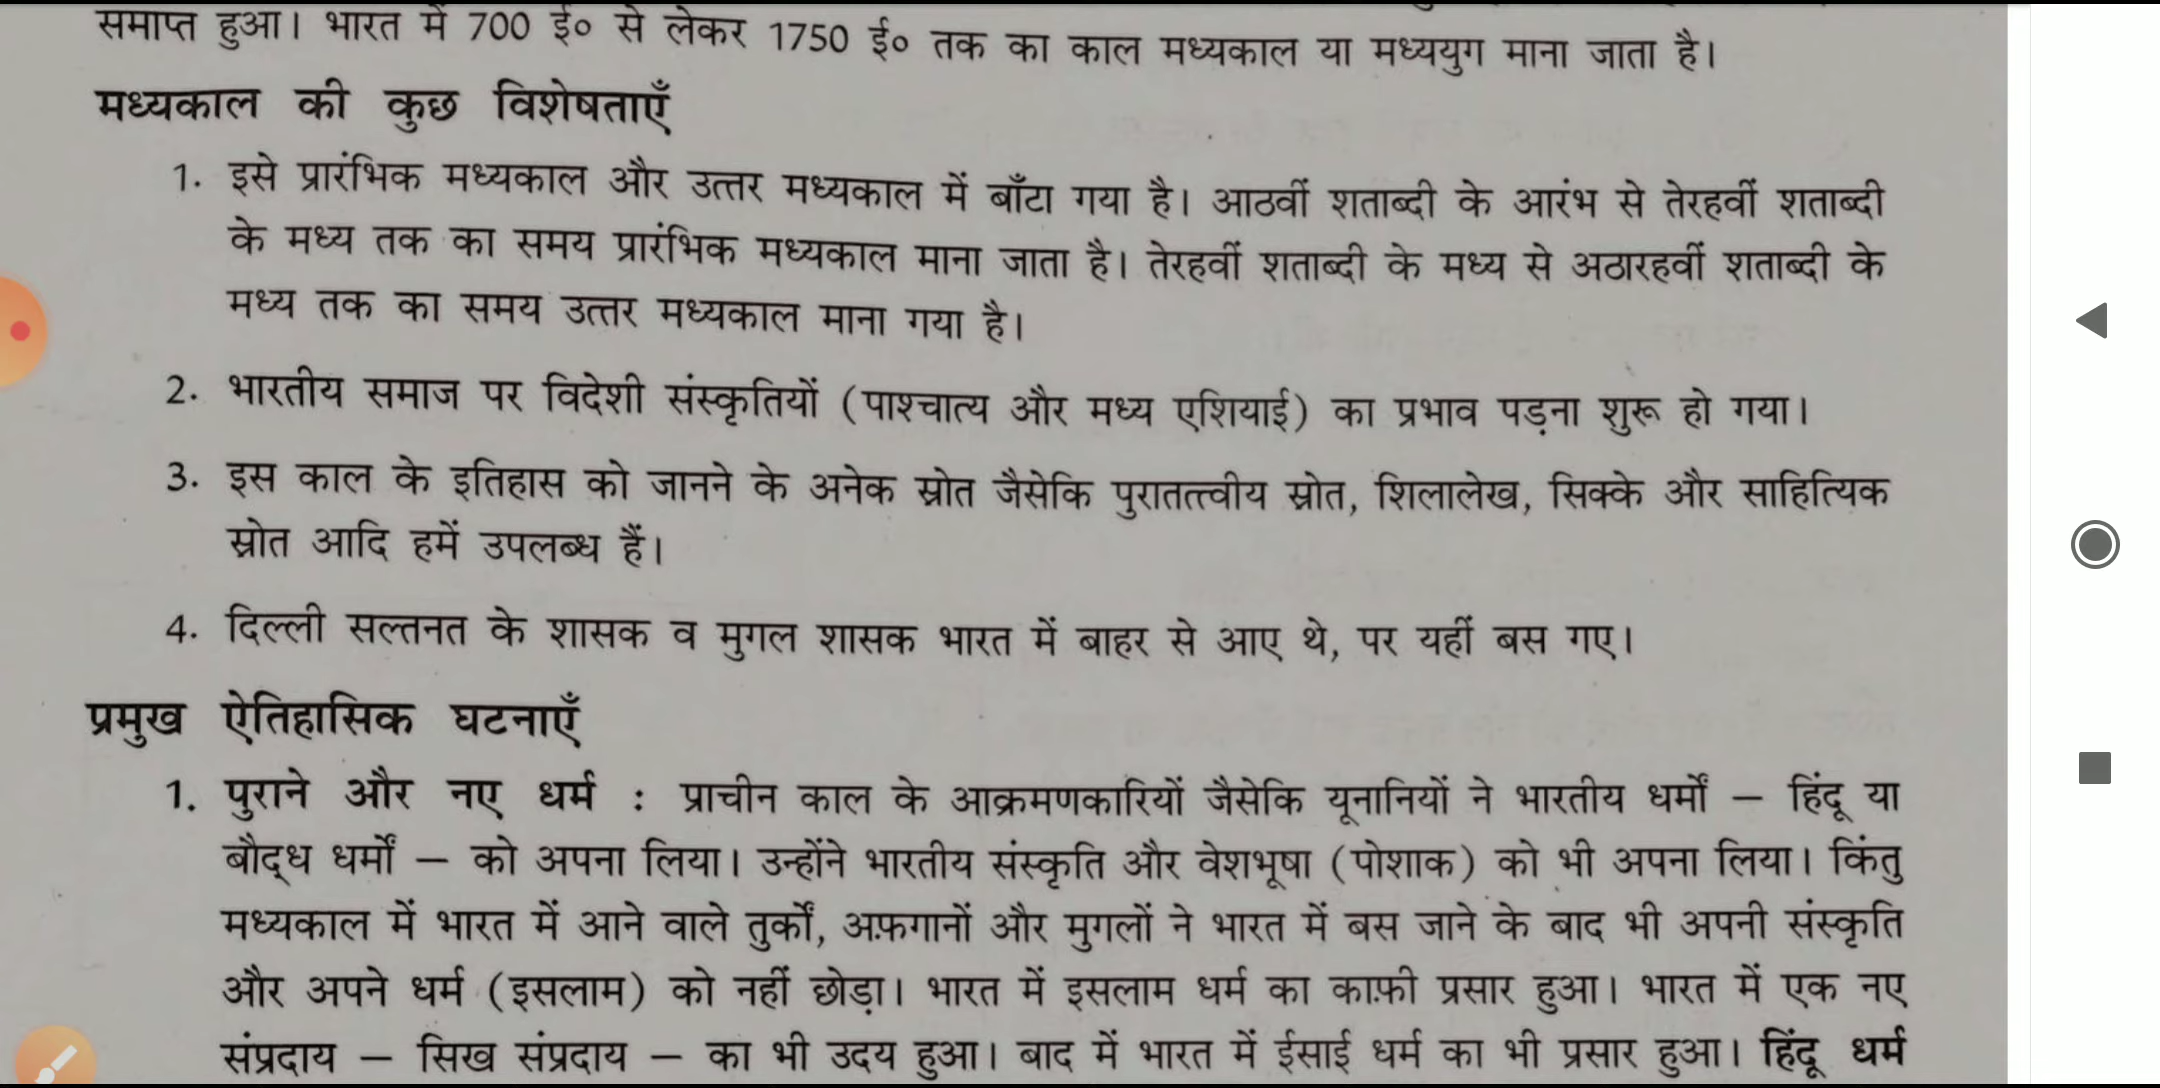 समाप्त हुआ। भारत में 700 ई० से लेकर 1750 ई० तक का काल मध्यकाल या मध्ययुग माना जाता है।
मध्यकाल की कुछ विशेषताएँ
1. इसे प्रारंभिक मध्यकाल और उत्तर मध्यकाल में बाँटा गया है। आठवीं शताब्दी के आरंभ से तेरहवीं शताब्दी
के मध्य तक का समय प्रारंभिक मध्यकाल माना जाता है। तेरहवीं शताब्दी के मध्य से अठारहवीं शताब्दी के
मध्य तक का समय उत्तर मध्यकाल माना गया है।
2. भारतीय समाज पर विदेशी संस्कृतियों (पाश्चात्य और मध्य एशियाई) का प्रभाव पड़ना शुरू हो गया।
3. इस काल के इतिहास को जानने के अनेक स्रोत जैसेकि पुरातत्त्वीय स्रोत, शिलालेख, सिक्के और साहित्यिक
स्रोत आदि हमें उपलब्ध हैं।
4. दिल्ली सल्तनत के शासक व मुगल शासक भारत में बाहर से आए थे, पर यहीं बस गए।
प्रमुख ऐतिहासिक घटनाएँ
1. पुराने और नए धर्म : प्राचीन काल के आक्रमणकारियों जैसेकि यूनानियों ने भारतीय धर्मों – हिंदू या
बौद्ध धर्मों – को अपना लिया। उन्होंने भारतीय संस्कृति और वेशभूषा (पोशाक) को भी अपना लिया। किंतु
मध्यकाल में भारत में आने वाले तुर्कों, अफ़गानों और मुगलों ने भारत में बस जाने के बाद भी अपनी संस्कृति
और अपने धर्म (इसलाम) को नहीं छोड़ा। भारत में इसलाम धर्म का काफ़ी प्रसार हुआ। भारत में एक नए
संप्रदाय – सिख संप्रदाय – का भी उदय हुआ। बाद में भारत में ईसाई धर्म का भी प्रसार हुआ। हिंदू धर्म